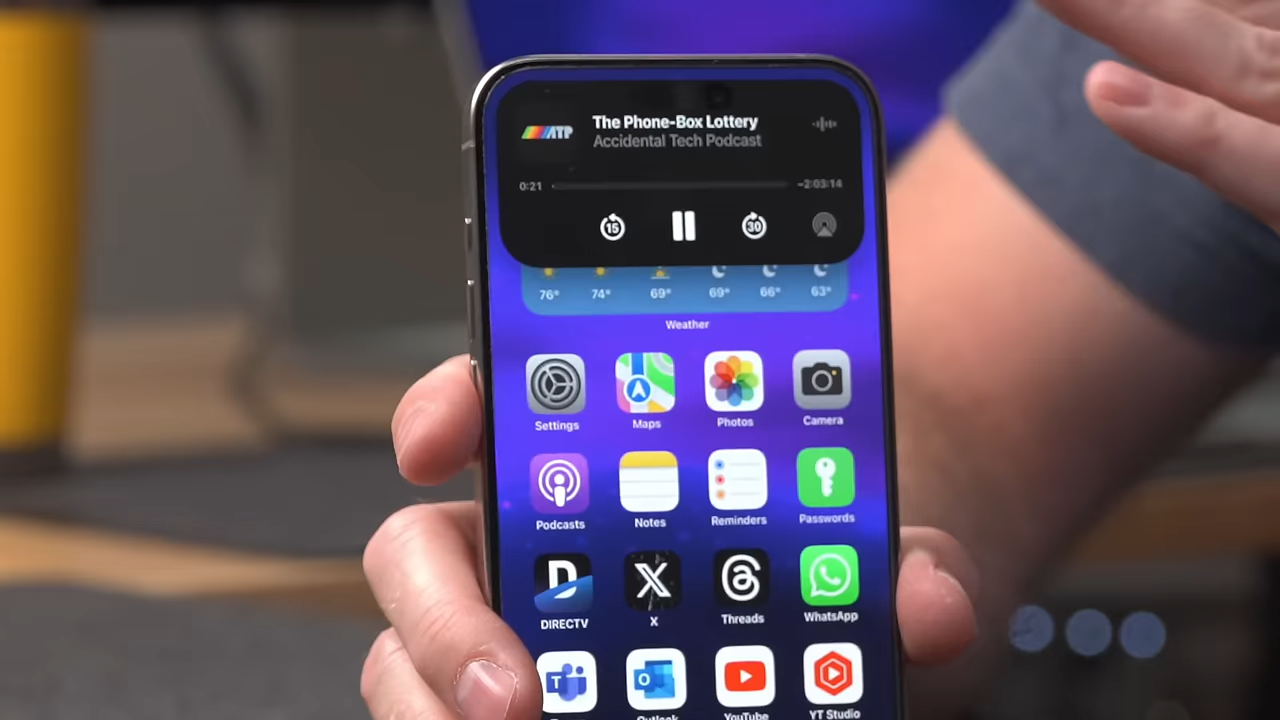 ATP
The Phone-Box Lottery
Accidental Tech Podcast
0:21
-2:03:14
15
30
76° 74° 69° 69° 66° 63°
Weather
Settings Maps Photos Camera
Podcasts Notes Reminders Passwords
D
DIRECTV X Threads WhatsApp
T O
Outlook YouTube YT Studio